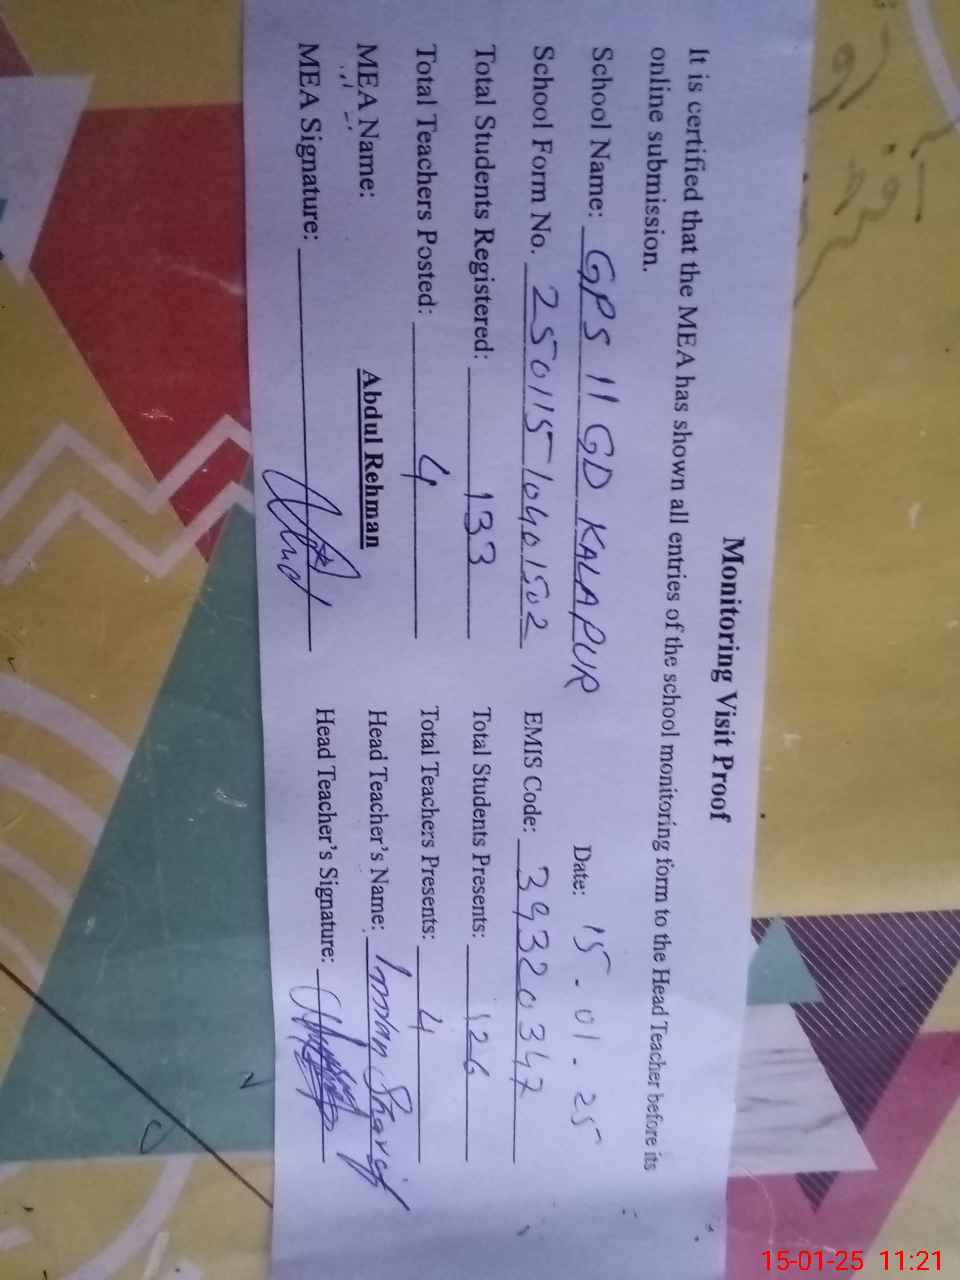 Monitoring Visit Proof
It is certified that the MEA has shown all entries of the school monitoring form to the Head Teacher before its
online submission.
School Name: GPS 11 GD KALAPUR Date: 15-01-25
School Form No. 25011510401502 EMIS Code: 39320347
Total Students Registered: 133 Total Students Presents: 126
Total Teachers Posted: 4 Total Teachers Presents: 4
MEA Name: Abdul Rehman Head Teacher's Name: Imran Sharif
MEA Signature: Head Teacher's Signature:
15-01-25 11:21